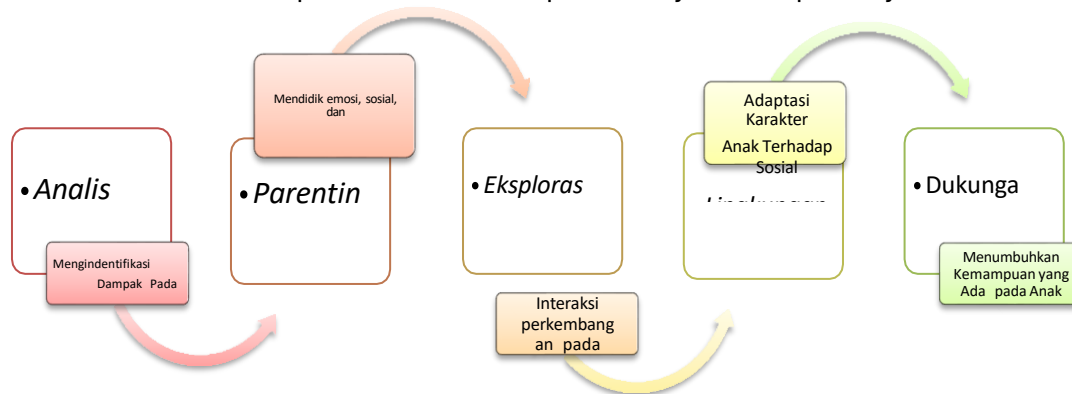 Analis
Mengindentifikasi
Dampak Pada
Mendidik emosi, sosial,
dan
Parentin
Eksploras
Interaksi
perkembang
an pada
Adaptasi
Karakter
Anak Terhadap
Sosial
Dukunga
Menumbuhkan
Kemampuan yang
Ada pada Anak